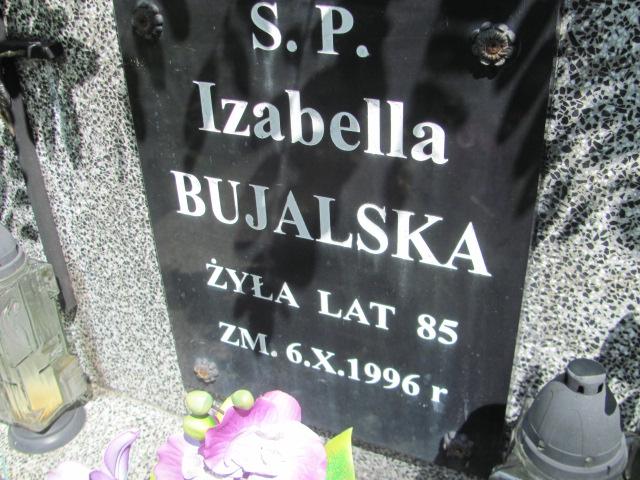 S. P.
Izabella
BUJALSKA
ŻYŁA LAT 85
ZM. 6.X.1996 r